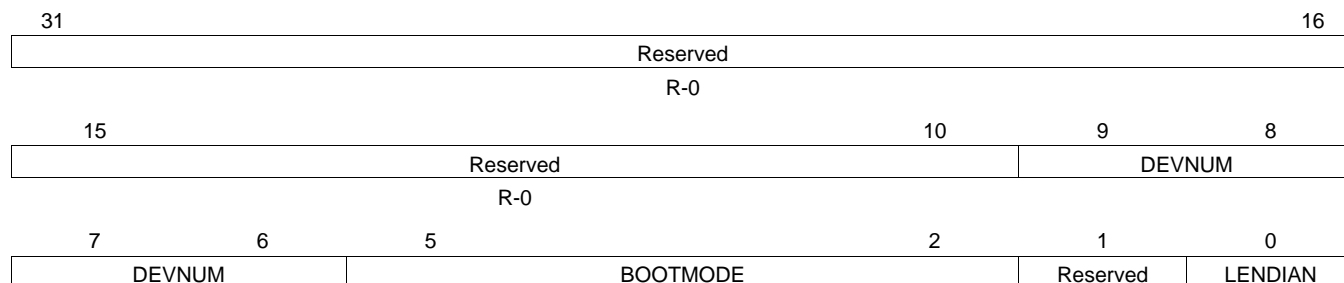 31 16
Reserved
R-0
15 10 9 8
Reserved DEVNUM
R-0
7 6 5 2 1 0
DEVNUM BOOTMODE Reserved LENDIAN